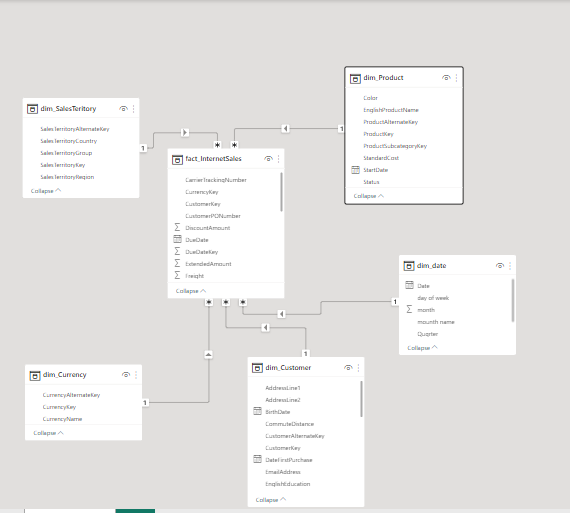 dim_SalesTeritory
SalesTerritoryAlternateKey
SalesTerritoryCountry
SalesTerritoryGroup
SalesTerritoryKey
SalesTerritoryRegion
Collapse
1
dim_Product
Color
EnglishProductName
ProductAlternateKey
ProductKey
ProductSubcategoryKey
StandardCost
StartDate
Status
Collapse
1
*
*
fact_InternetSales
CarrierTrackingNumber
CurrencyKey
CustomerKey
CustomerPONumber
DiscountAmount
DueDate
DueDateKey
ExtendedAmount
Freight
Collapse
*
*
*
dim_date
Date
day of week
month
mounth name
Quarter
Collapse
1
dim_Currency
CurrencyAlternateKey
CurrencyKey
CurrencyName
Collapse
1
1
dim_Customer
AddressLine1
AddressLine2
BirthDate
CommuteDistance
CustomerAlternateKey
CustomerKey
DateFirstPurchase
EmailAddress
EnglishEducation
Collapse